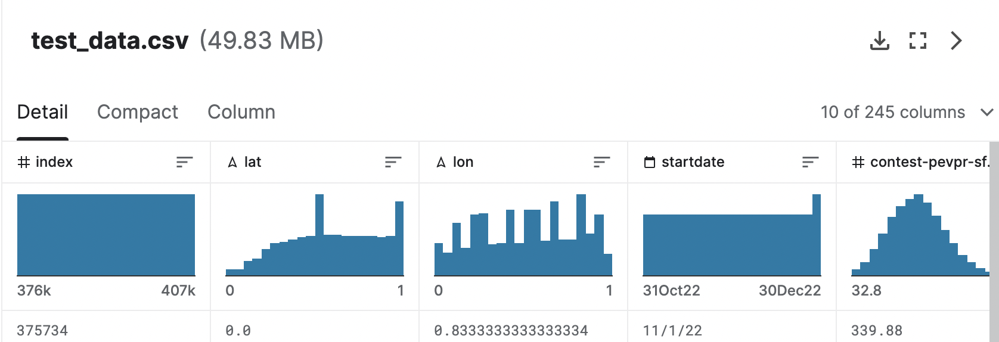 test_data.csv (49.83 MB)
Detail Compact Column 10 of 245 columns
index lat lon startdate contest-pevpr-sf.
376k 407k 0 1 0 1 31Oct22 30Dec22 32.8
375734 0.0 0.8333333333333334 11/1/22 339.88